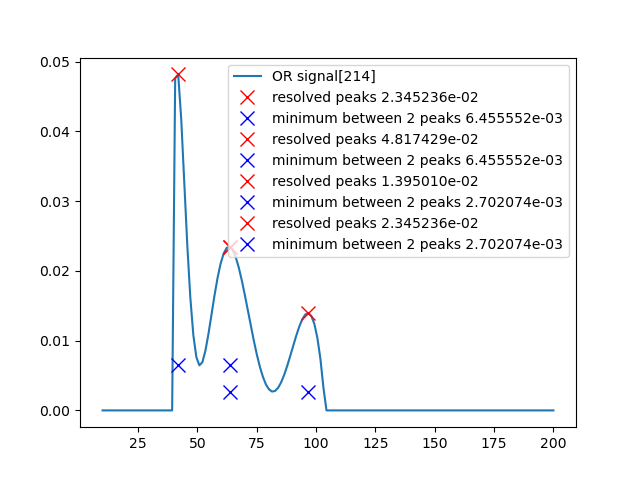 0.05
OR signal[214]
resolved peaks 2.345236e-02
minimum between 2 peaks 6.455552e-03
0.04
resolved peaks 4.817429e-02
minimum between 2 peaks 6.455552e-03
resolved peaks 1.395010e-02
0.03
minimum between 2 peaks 2.702074e-03
resolved peaks 2.345236e-02
minimum between 2 peaks 2.702074e-03
0.02
0.01
0.00
25 50 75 100 125 150 175 200